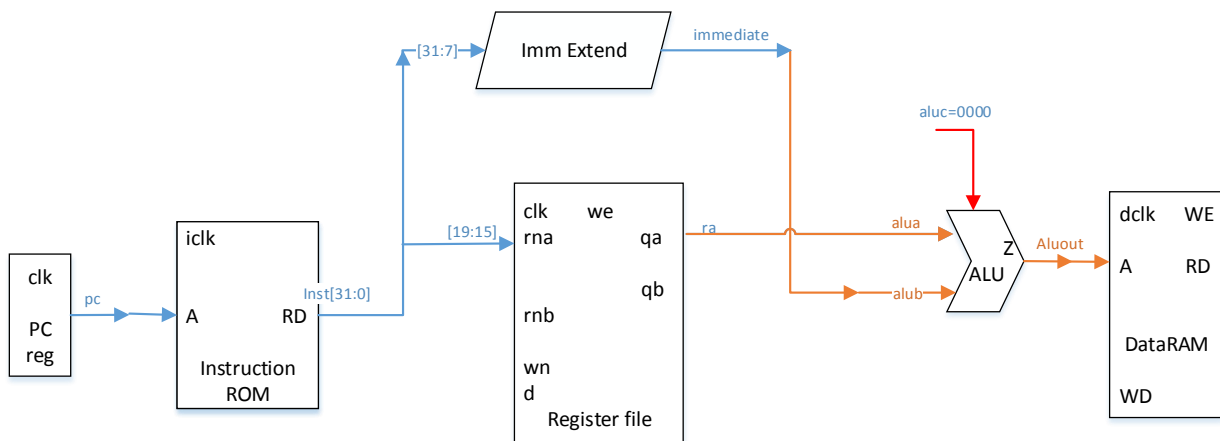 [31:7]
Imm Extend
immediate
aluc=0000
clk we
rna qa
qb
rnb
wn
d
Register file
[19:15]
ra
alua
alub
Z
ALU
Aluout
dclk WE
A RD
DataRAM
WD
iclk
A RD
Instruction
ROM
Inst[31:0]
clk
PC
reg
pc